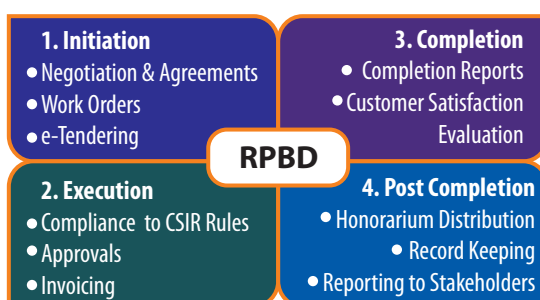 1. Initiation
• Negotiation & Agreements
• Work Orders
• e-Tendering
2. Execution
• Compliance to CSIR Rules
• Approvals
• Invoicing
RPBD
3. Completion
• Completion Reports
• Customer Satisfaction
Evaluation
4. Post Completion
• Honorarium Distribution
• Record Keeping
• Reporting to Stakeholders